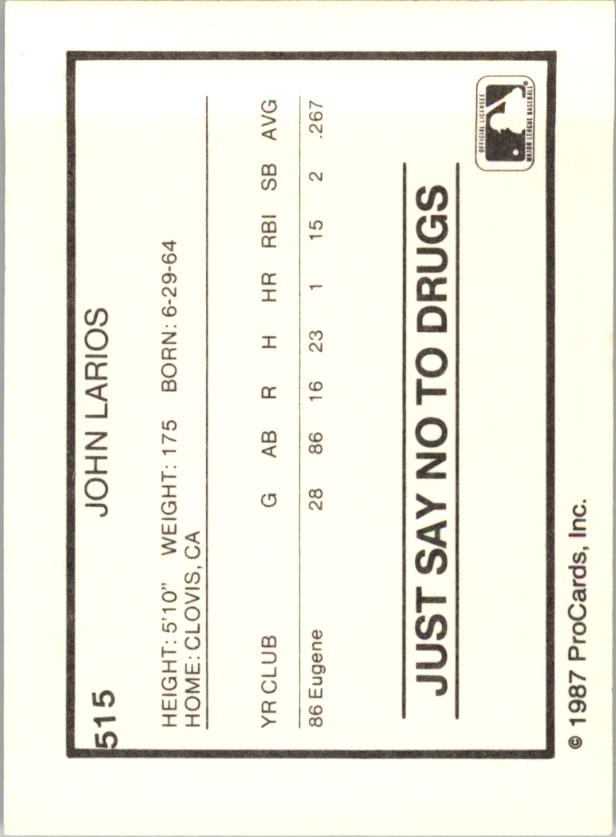 515
JOHN LARIOS
HEIGHT: 5'10" WEIGHT: 175 BORN: 6-29-64
HOME: CLOVIS, CA
YR CLUB G AB R H HR RBI SB AVG
86 Eugene 28 86 16 23 1 15 2 .267
JUST SAY NO TO DRUGS
OFFICIAL LICENSEE
MAJOR LEAGUE BASEBALL®
© 1987 ProCards, Inc.